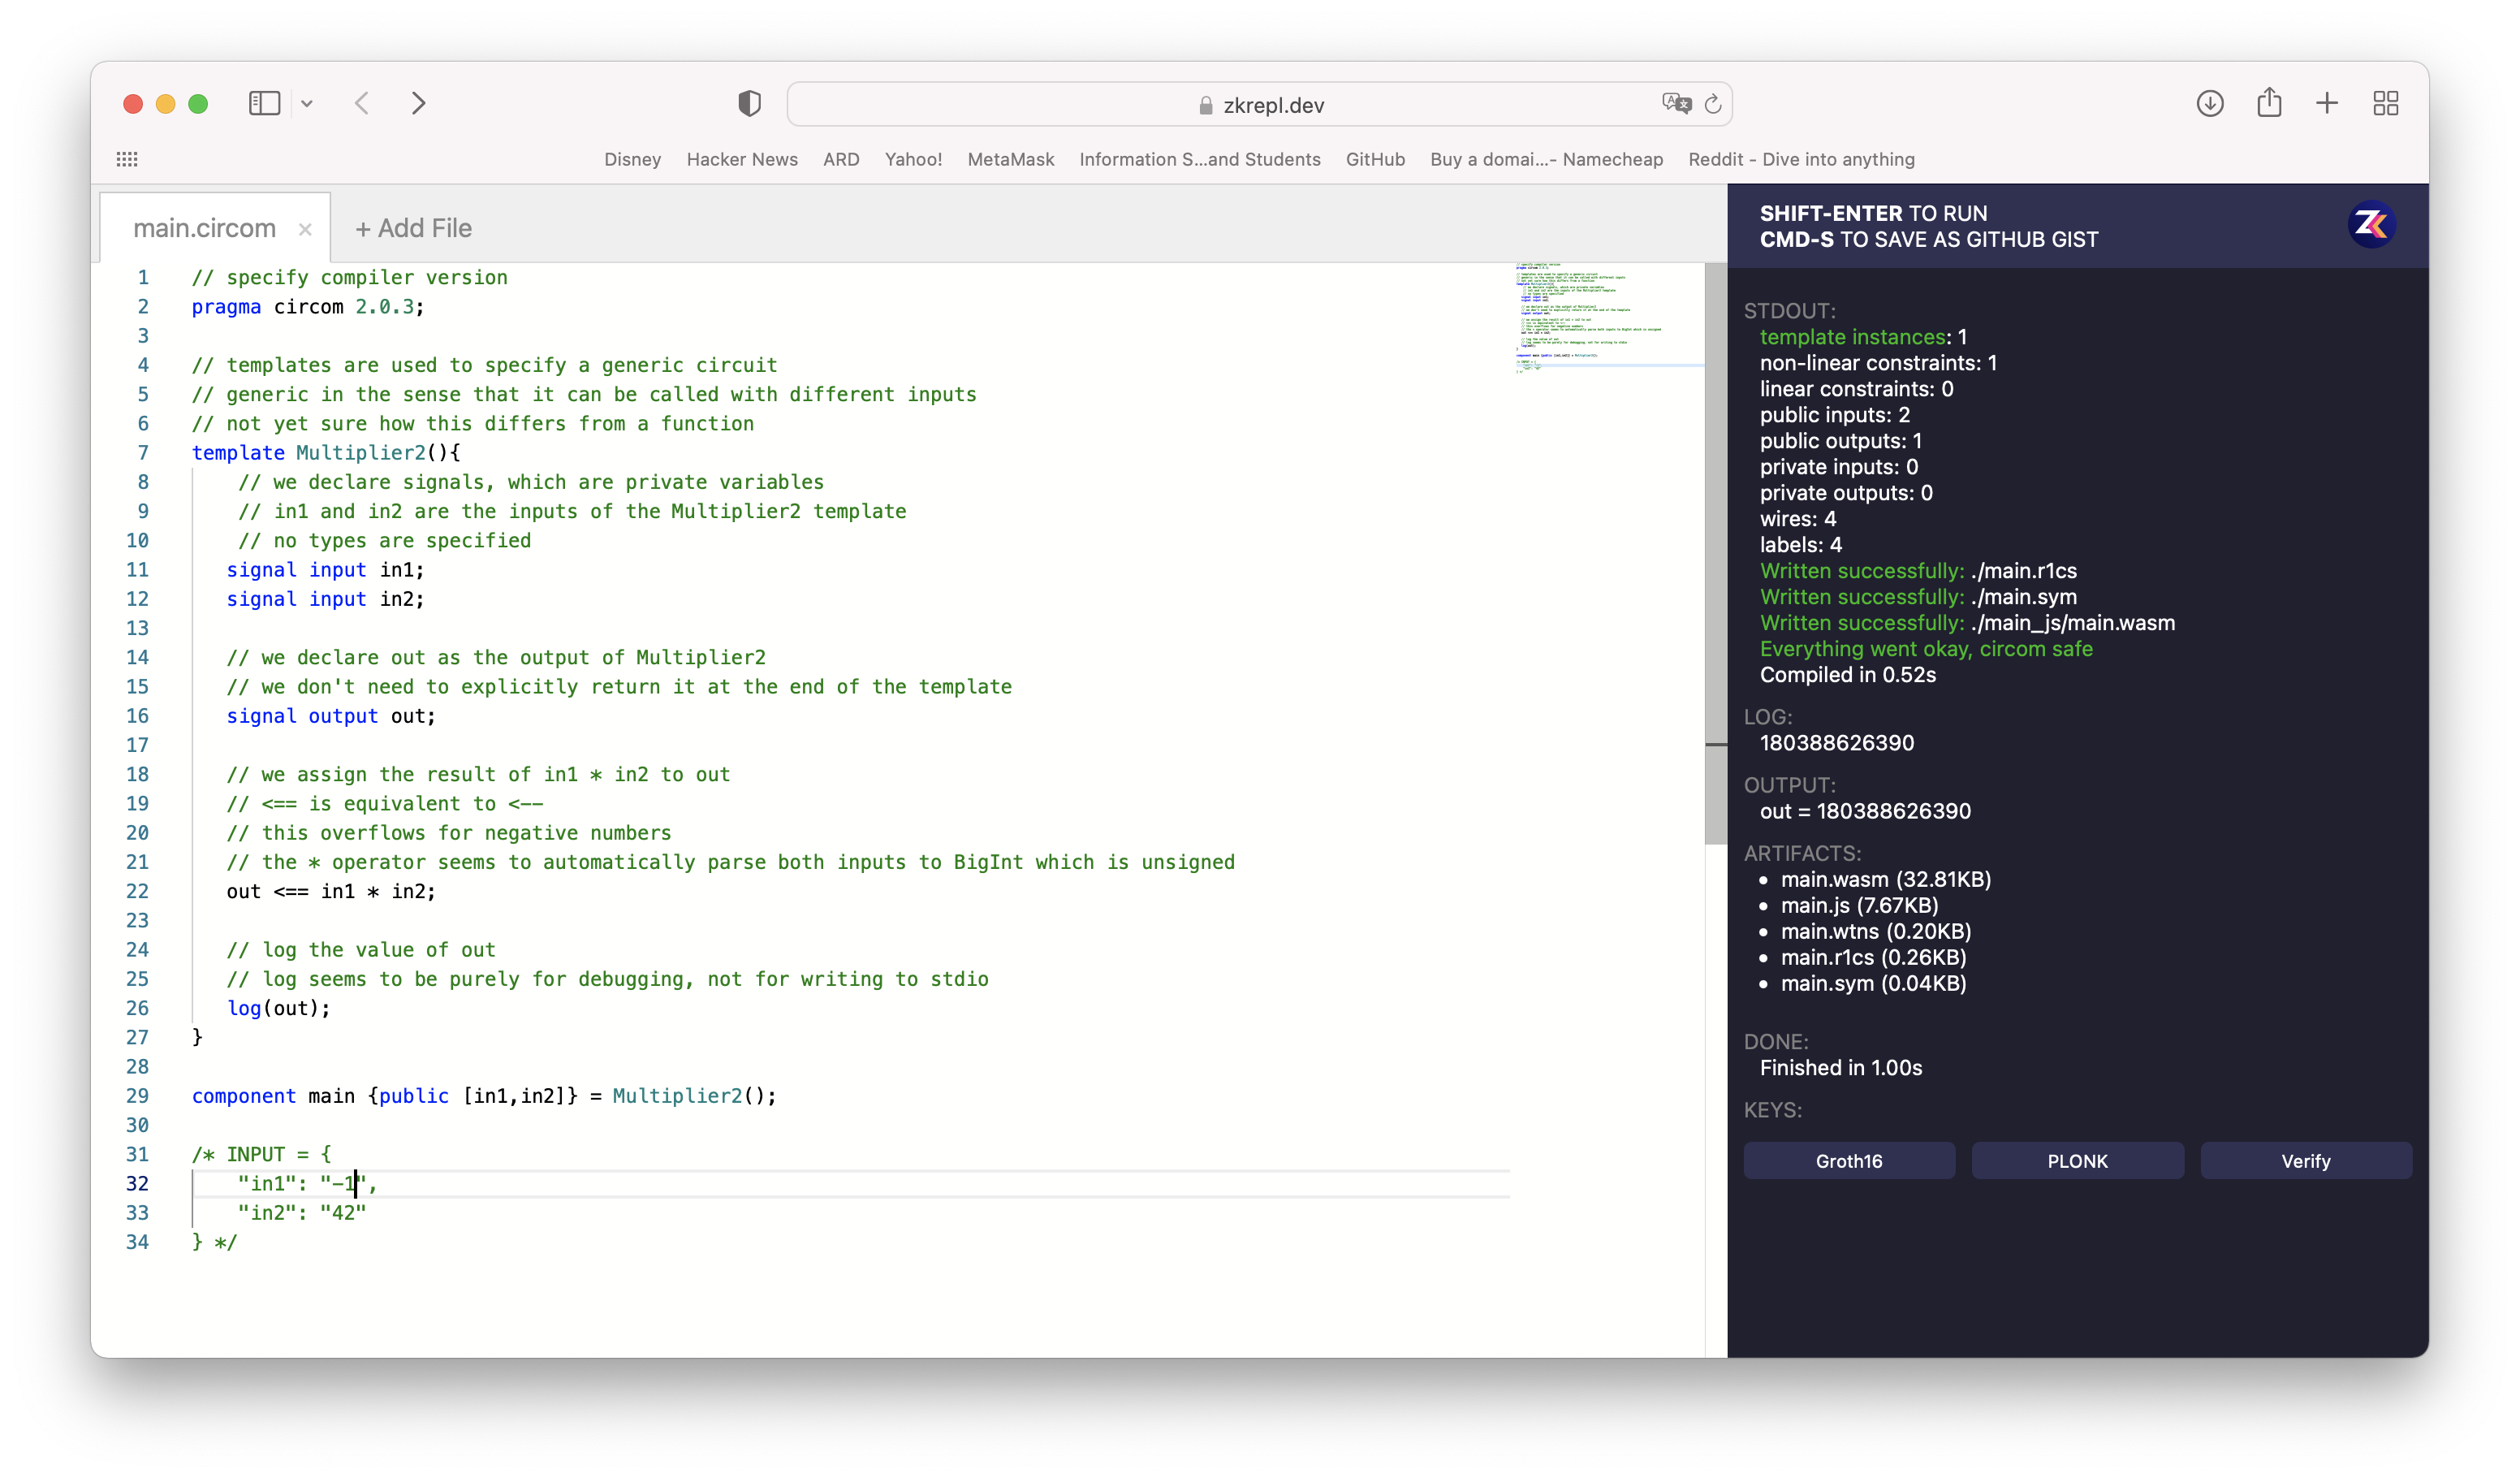 zkrepl.dev
Disney Hacker News ARD Yahoo! MetaMask Information S...and Students GitHub Buy a domai...- Namecheap Reddit - Dive into anything
main.circom × + Add File
1 // specify compiler version
2 pragma circom 2.0.3;
3
4 // templates are used to specify a generic circuit
5 // generic in the sense that it can be called with different inputs
6 // not yet sure how this differs from a function
7 template Multiplier2(){
8 // we declare signals, which are private variables
9 // in1 and in2 are the inputs of the Multiplier2 template
10 // no types are specified
11 signal input in1;
12 signal input in2;
13
14 // we declare out as the output of Multiplier2
15 // we don't need to explicitly return it at the end of the template
16 signal output out;
17
18 // we assign the result of in1 * in2 to out
19 // <== is equivalent to <--
20 // this overflows for negative numbers
21 // the * operator seems to automatically parse both inputs to BigInt which is unsigned
22 out <== in1 * in2;
23
24 // log the value of out
25 // log seems to be purely for debugging, not for writing to stdio
26 log(out);
27 }
28
29 component main {public [in1,in2]} = Multiplier2();
30
31 /* INPUT = {
32 "in1": "-1",
33 "in2": "42"
34 } */
SHIFT-ENTER TO RUN
CMD-S TO SAVE AS GITHUB GIST
STDOUT:
template instances: 1
non-linear constraints: 1
linear constraints: 0
public inputs: 2
public outputs: 1
private inputs: 0
private outputs: 0
wires: 4
labels: 4
Written successfully: ./main.r1cs
Written successfully: ./main.sym
Written successfully: ./main_js/main.wasm
Everything went okay, circom safe
Compiled in 0.52s
LOG:
180388626390
OUTPUT:
out = 180388626390
ARTIFACTS:
• main.wasm (32.81KB)
• main.js (7.67KB)
• main.wtns (0.20KB)
• main.r1cs (0.26KB)
• main.sym (0.04KB)
DONE:
Finished in 1.00s
KEYS:
Groth16 PLONK Verify